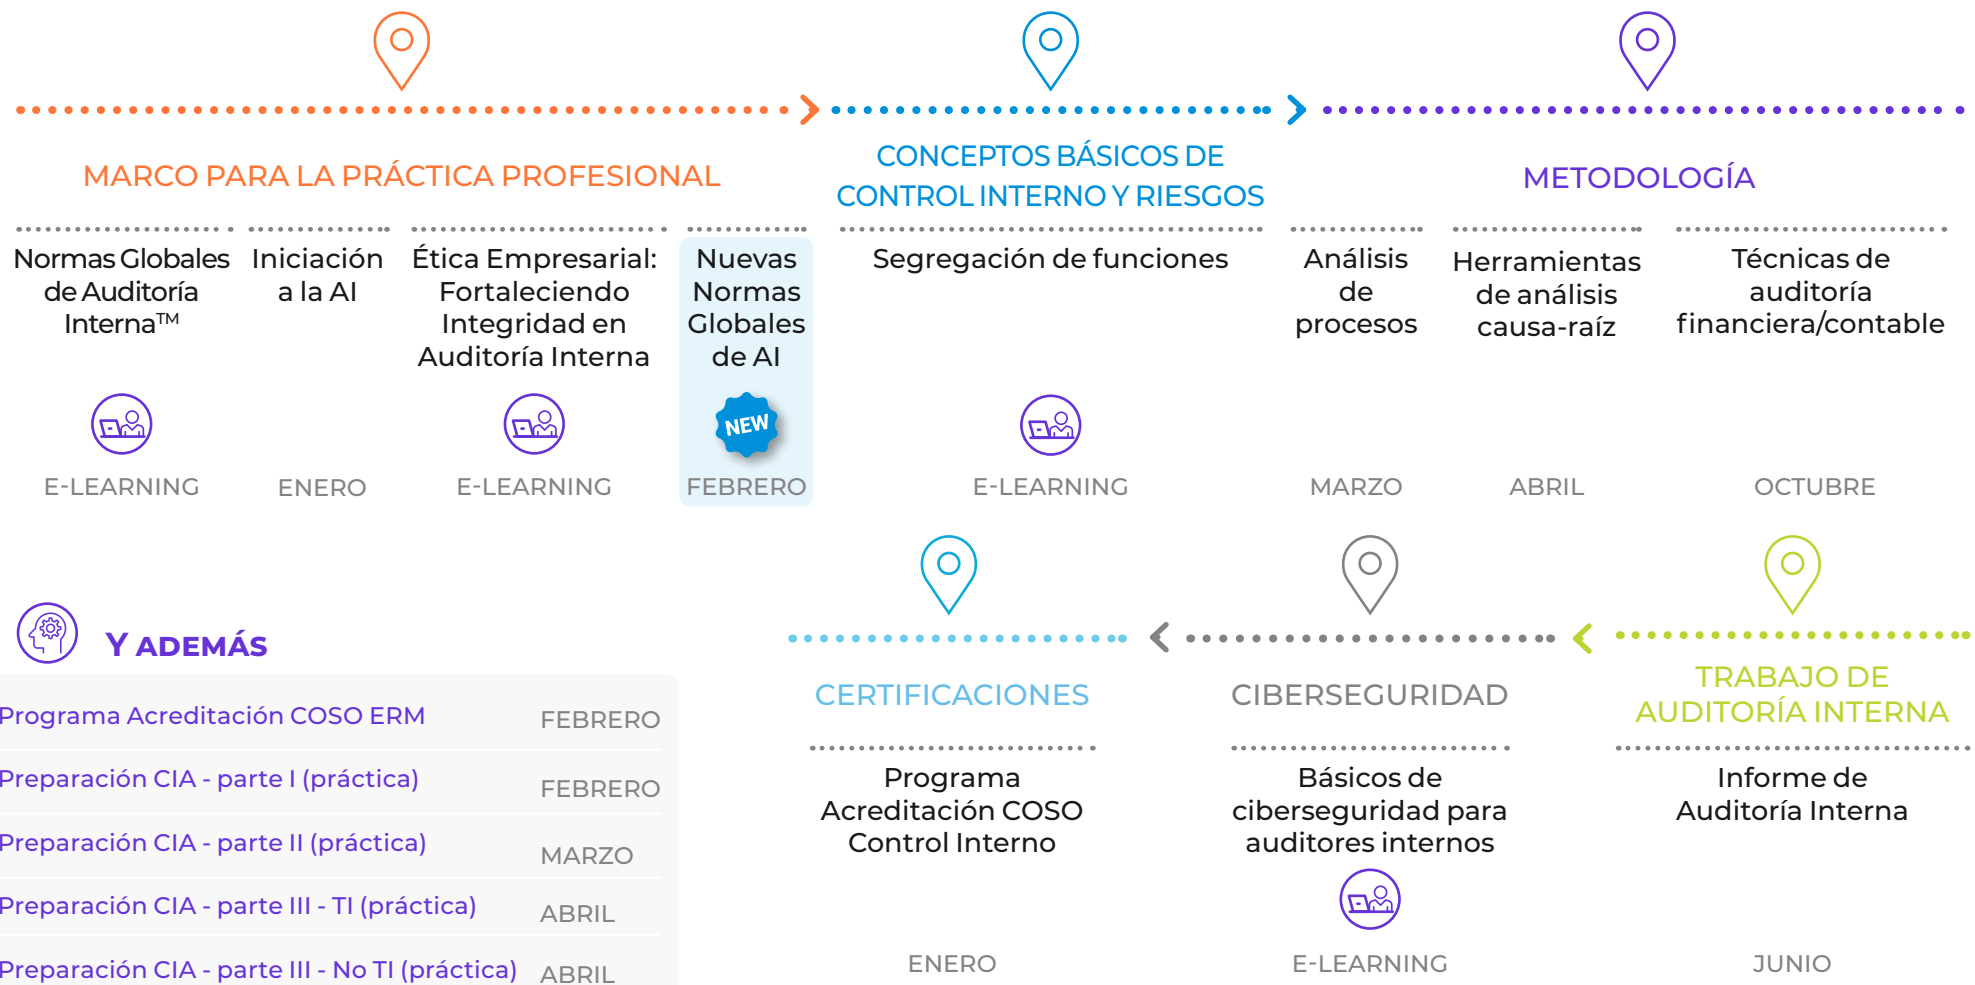 MARCO PARA LA PRÁCTICA PROFESIONAL
Normas Globales
de Auditoría
Interna™
E-LEARNING
Iniciación
a la AI
ENERO
Ética Empresarial:
Fortaleciendo
Integridad en
Auditoría Interna
E-LEARNING
Nuevas
Normas
Globales
de AI
NEW
FEBRERO
CONCEPTOS BÁSICOS DE
CONTROL INTERNO Y RIESGOS
Segregación de funciones
E-LEARNING
METODOLOGÍA
Análisis
de
procesos
MARZO
Herramientas
de análisis
causa-raíz
ABRIL
Técnicas de
auditoría
financiera/contable
OCTUBRE
TRABAJO DE
AUDITORÍA INTERNA
Informe de
Auditoría Interna
JUNIO
CIBERSEGURIDAD
Básicos de
ciberseguridad para
auditores internos
E-LEARNING
CERTIFICACIONES
Programa
Acreditación COSO
Control Interno
ENERO
Y ADEMÁS
Programa Acreditación COSO ERM FEBRERO
Preparación CIA - parte I (práctica) FEBRERO
Preparación CIA - parte II (práctica) MARZO
Preparación CIA - parte III - TI (práctica) ABRIL
Preparación CIA - parte III - No TI (práctica) ABRIL